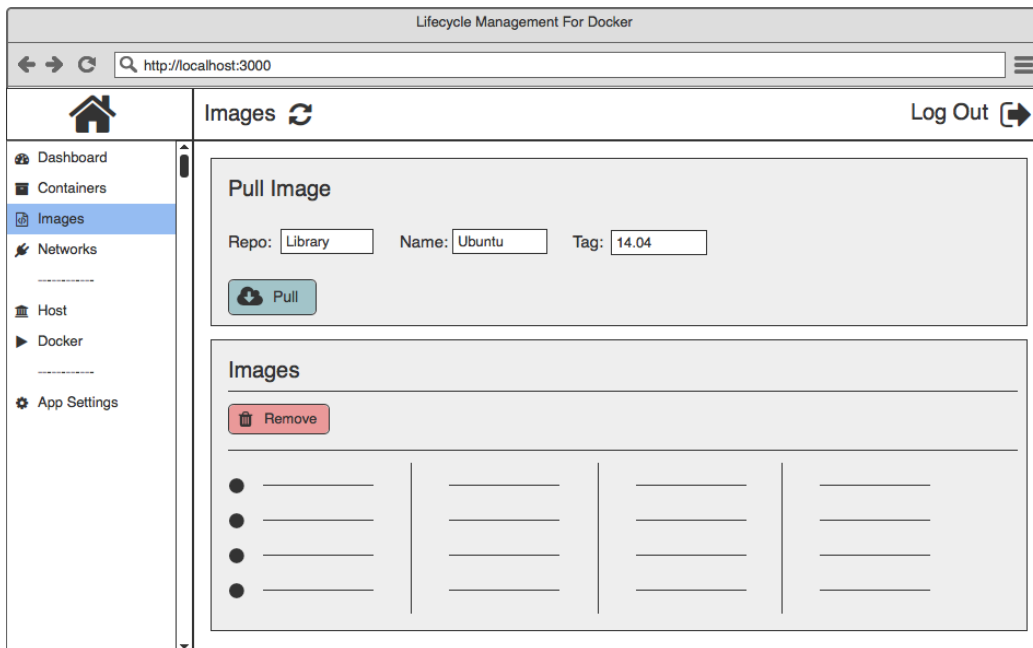 Lifecycle Management For Docker
http://localhost:3000
Images
Log Out
Dashboard
Containers
Images
Networks
-------------
Host
Docker
-------------
App Settings
Pull Image
Repo: Library Name: Ubuntu Tag: 14.04
Pull
Images
Remove